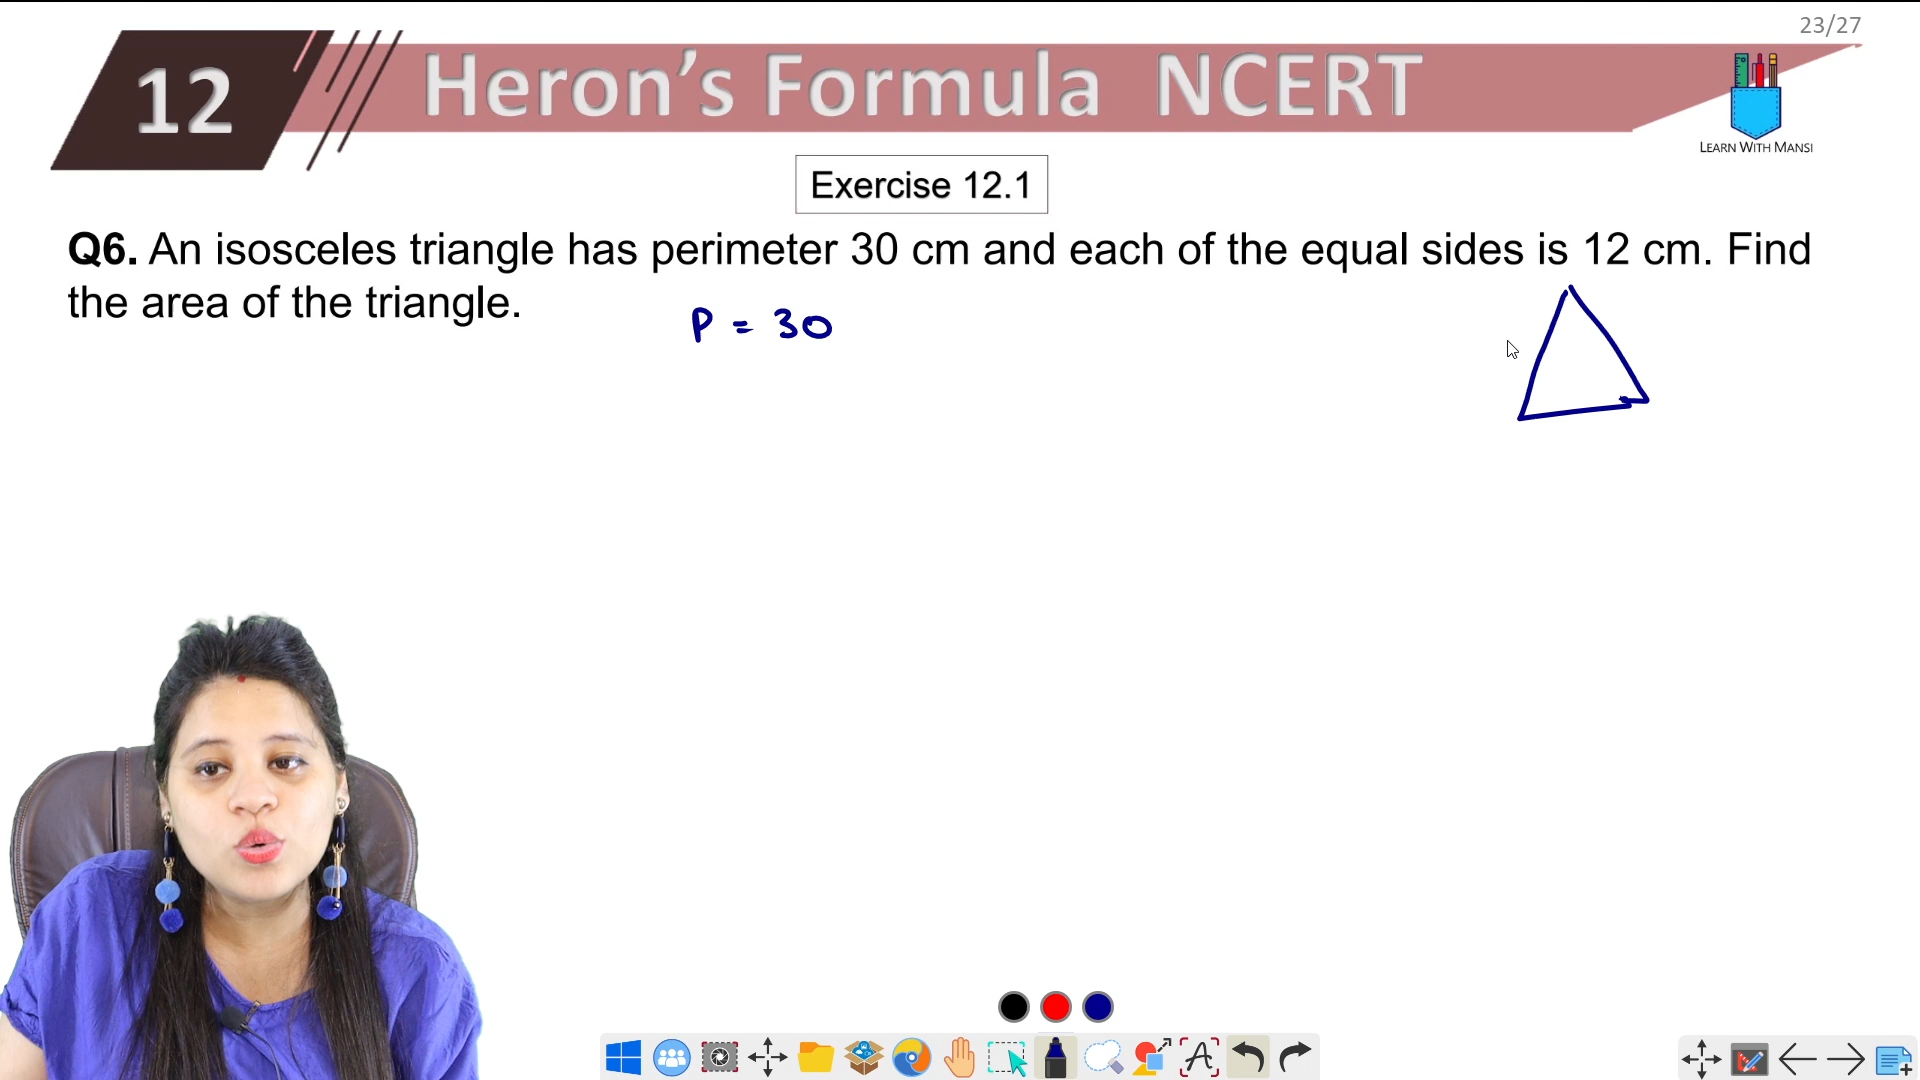 23/27
12 Heron's Formula NCERT
LEARN WITH MANSI
Exercise 12.1
Q6. An isosceles triangle has perimeter 30 cm and each of the equal sides is 12 cm. Find
the area of the triangle.
P = 30